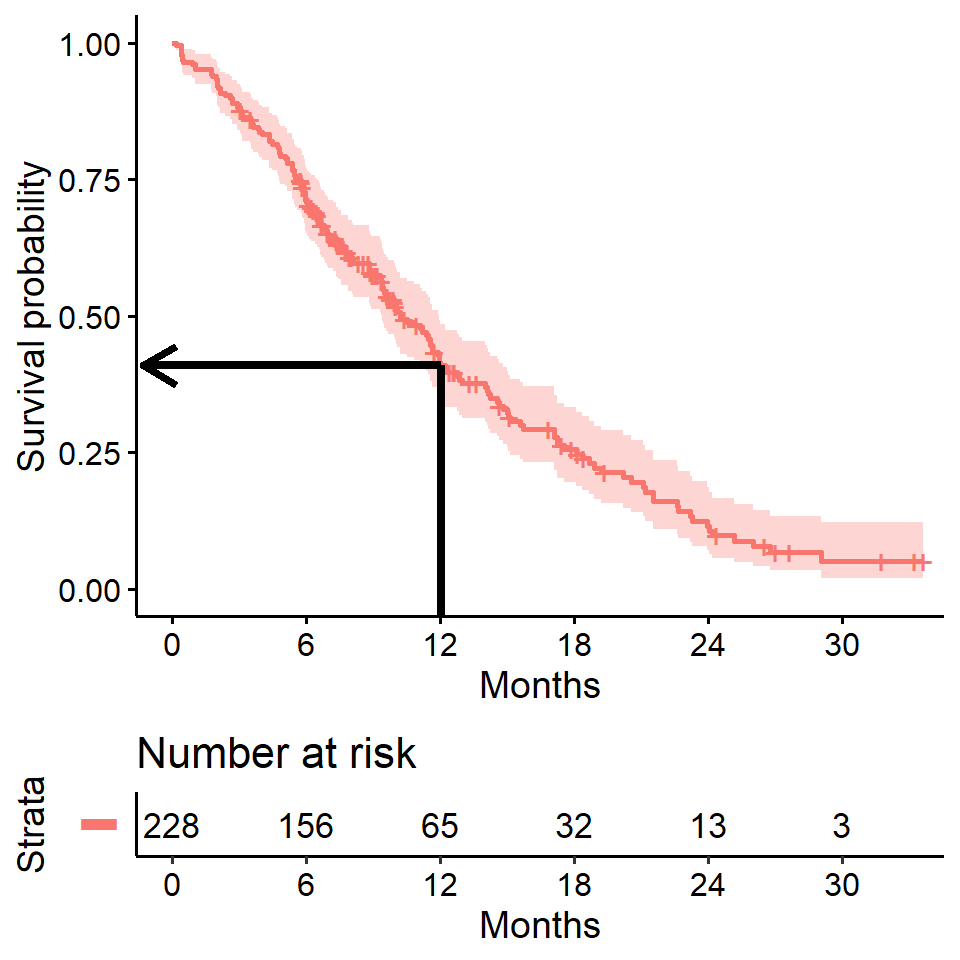 Survival probability
1.00
0.75
0.50
0.25
0.00
0 6 12 18 24 30
Months
Number at risk
Strata
228 156 65 32 13 3
0 6 12 18 24 30
Months